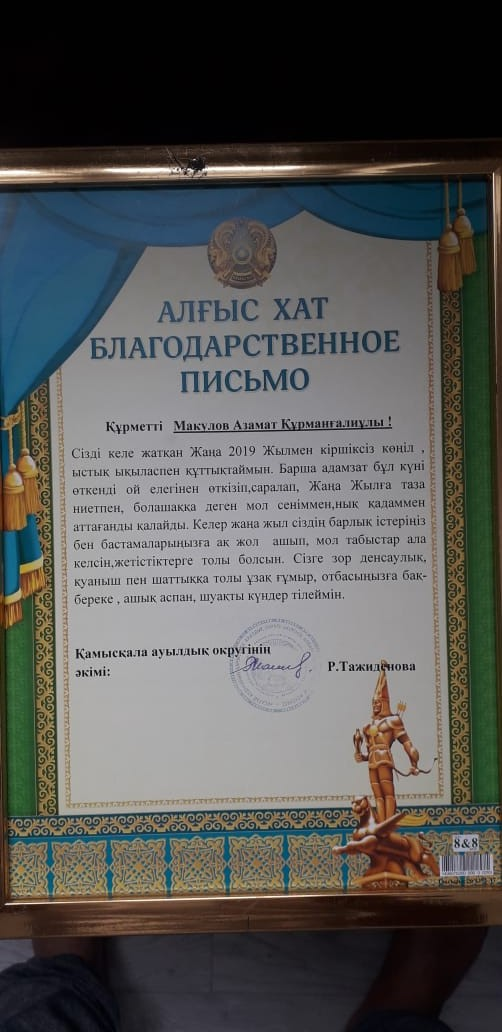 АЛҒЫС ХАТ
БЛАГОДАРСТВЕННОЕ
ПИСЬМО
Құрметті Макулов Азамат Құрманғалиұлы !
Сізді келе жатқан Жаңа 2019 Жылмен кіршіксіз көңіл ,
ыстық ықыласпен құттықтаймын. Барша адамзат бұл күні
өткенді ой елегінен өткізіп,саралап, Жаңа Жылға таза
ниетпен, болашаққа деген мол сеніммен,нық қадаммен
аттағанды қалайды. Келер жаңа жыл сіздің барлық істеріңіз
бен бастамаларыңызға ақ жол ашып, мол табыстар ала
келсін,жетістіктерге толы болсын. Сізге зор денсаулық,
қуаныш пен шаттыққа толы ұзақ ғұмыр, отбасыңызға бақ-
береке , ашық аспан, шуақты күндер тілеймін.
Қамысқала ауылдық округінің
әкімі: Р.Тажиденова
8&8